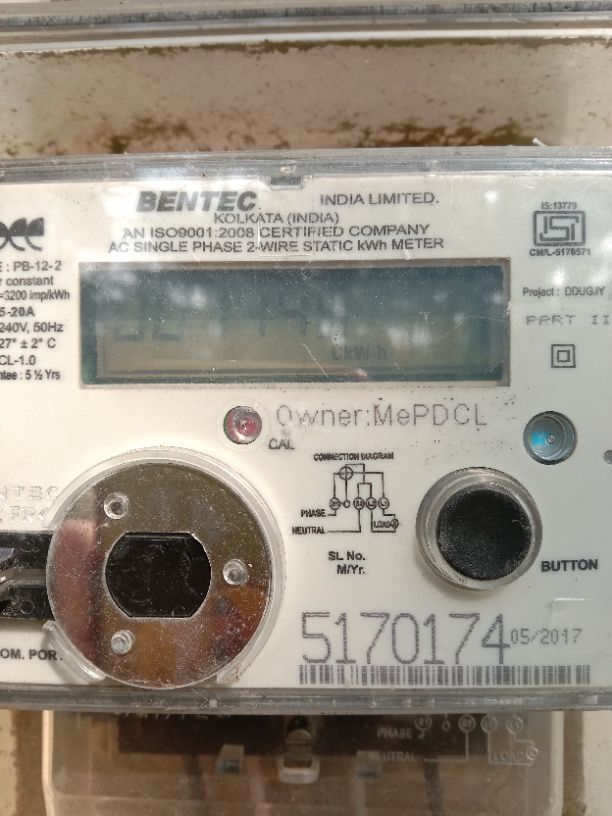 BENTEC INDIA LIMITED.
KOLKATA (INDIA)
AN ISO9001:2008 CERTIFIED COMPANY
AC SINGLE PHASE 2-WIRE STATIC kWh METER
IS:13779
ISI
CM/L-5176571
: PB-12-2
constant
=3200 imp/kWh
5-20A
240V, 50Hz
27° ± 2° C
CL-1.0
: 5 ½ Yrs
Project : DDUGJY
PART II
CkWh
Owner:MePDCL
CAL
CONNECTION DIAGRAM
PHASE
NEUTRAL
LOAD
SL No.
M/Yr.
BUTTON
5170174 05/2017
COM. POR.
PHASE
NEUTRAL
LOAD